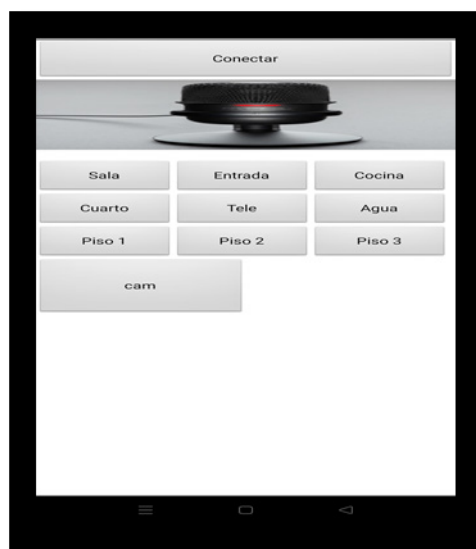 Conectar
Sala Entrada Cocina
Cuarto Tele Agua
Piso 1 Piso 2 Piso 3
cam